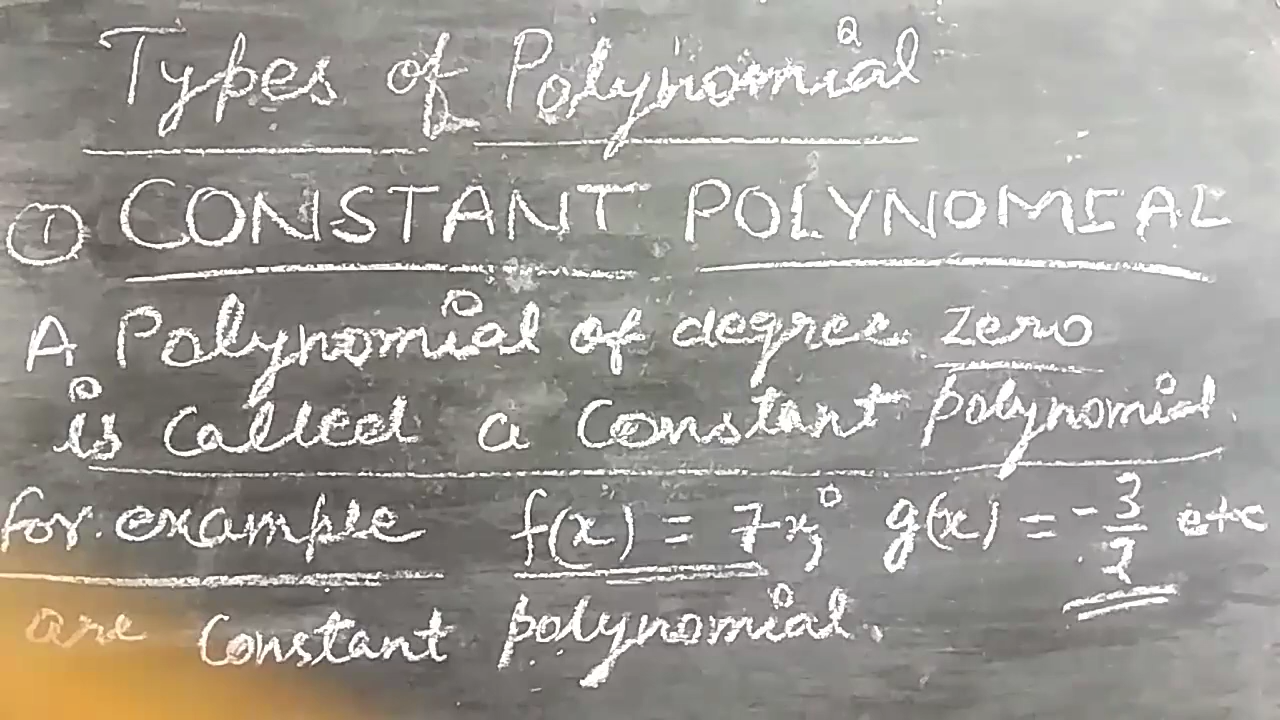 Types of Polynomial
① CONSTANT POLYNOMIAL
A Polynomial of degree zero
is called a constant polynomial.
for example f(x) = 7x⁰, g(x) = -3/2 etc
are constant polynomial.